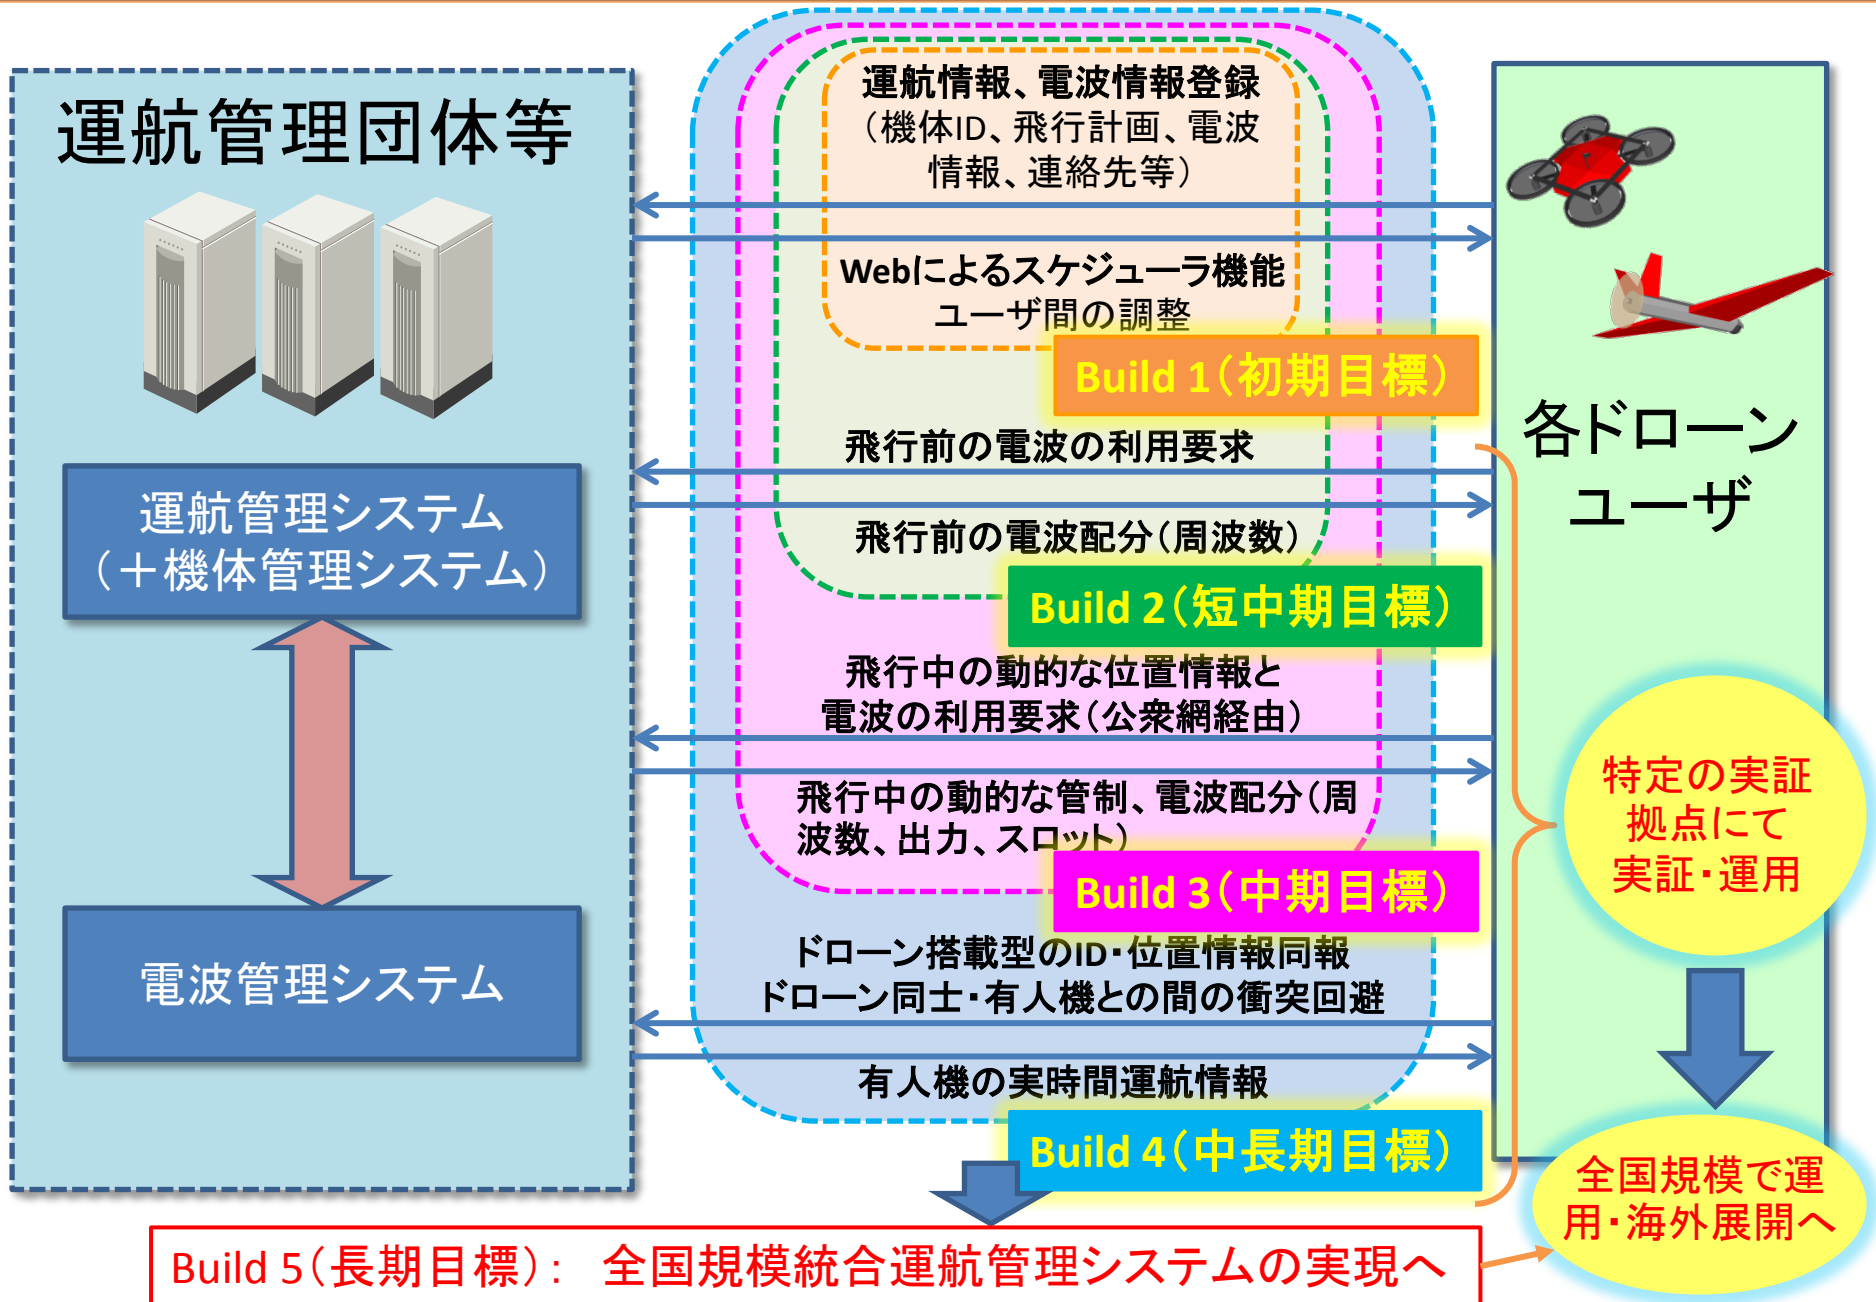 運航管理団体等
運航管理システム
（＋機体管理システム）
電波管理システム
運航情報、電波情報登録
（機体ID、飛行計画、電波
情報、連絡先等）
Webによるスケジューラ機能
ユーザ間の調整
Build 1（初期目標）
飛行前の電波の利用要求
飛行前の電波配分（周波数）
Build 2（短中期目標）
飛行中の動的な位置情報と
電波の利用要求（公衆網経由）
飛行中の動的な管制、電波配分（周
波数、出力、スロット）
Build 3（中期目標）
ドローン搭載型のID・位置情報同報
ドローン同士・有人機との間の衝突回避
有人機の実時間運航情報
Build 4（中長期目標）
各ドローン
ユーザ
特定の実証
拠点にて
実証・運用
全国規模で運
用・海外展開へ
Build 5（長期目標）：　全国規模統合運航管理システムの実現へ